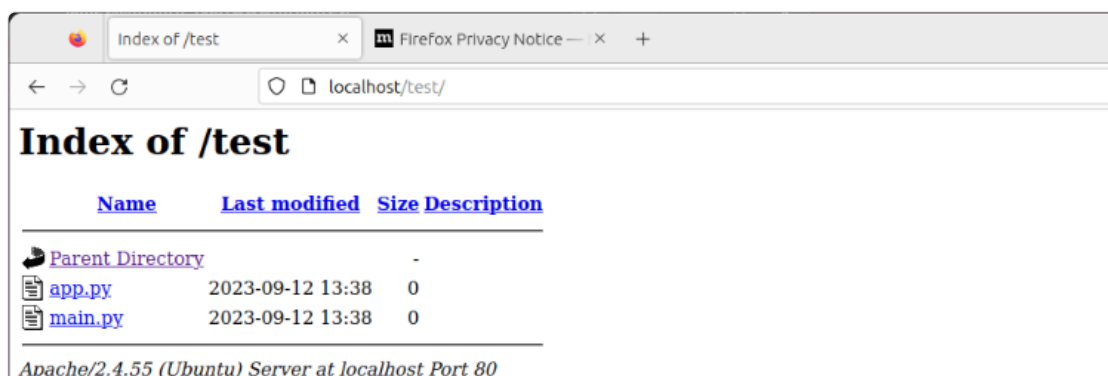 Index of /test
Firefox Privacy Notice —
localhost/test/
Index of /test
Name Last modified Size Description
Parent Directory -
app.py 2023-09-12 13:38 0
main.py 2023-09-12 13:38 0
Apache/2.4.55 (Ubuntu) Server at localhost Port 80